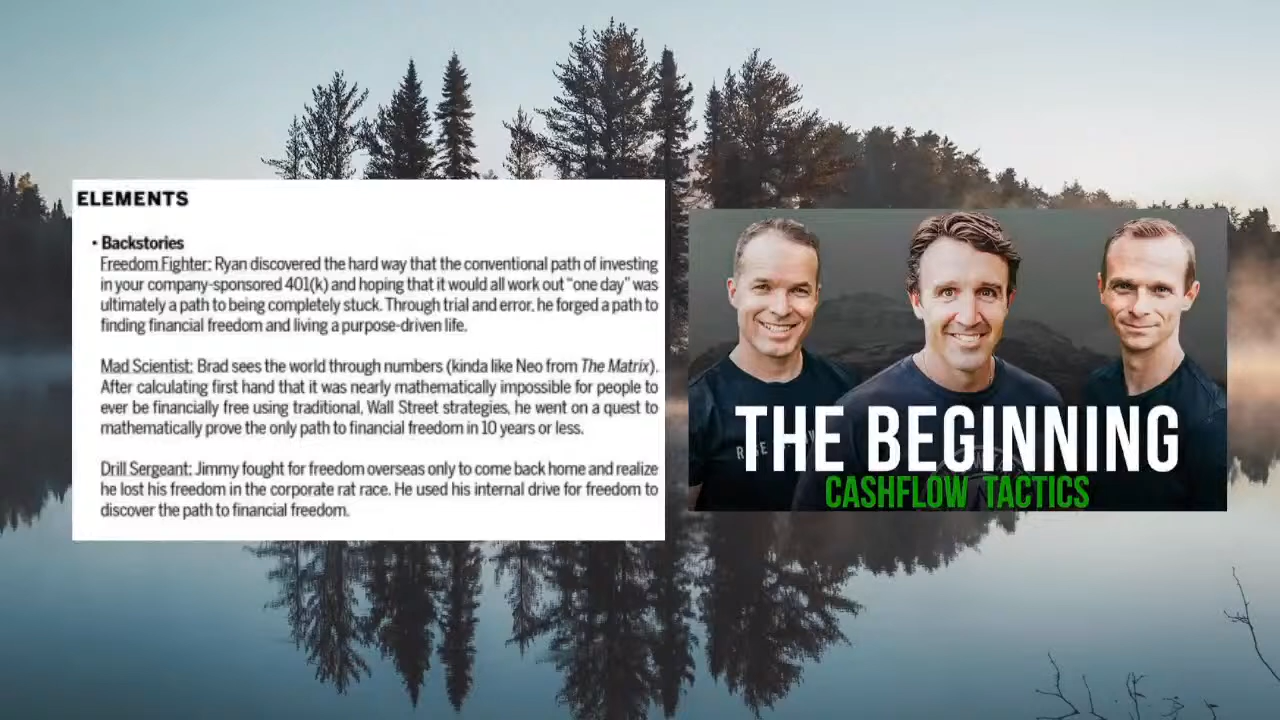 ELEMENTS
• Backstories
Freedom Fighter: Ryan discovered the hard way that the conventional path of investing
in your company-sponsored 401(k) and hoping that it would all work out “one day” was
ultimately a path to being completely stuck. Through trial and error, he forged a path to
finding financial freedom and living a purpose-driven life.
Mad Scientist: Brad sees the world through numbers (kinda like Neo from The Matrix).
After calculating first hand that it was nearly mathematically impossible for people to
ever be financially free using traditional, Wall Street strategies, he went on a quest to
mathematically prove the only path to financial freedom in 10 years or less.
Drill Sergeant: Jimmy fought for freedom overseas only to come back home and realize
he lost his freedom in the corporate rat race. He used his internal drive for freedom to
discover the path to financial freedom.
THE BEGINNING
CASHFLOW TACTICS